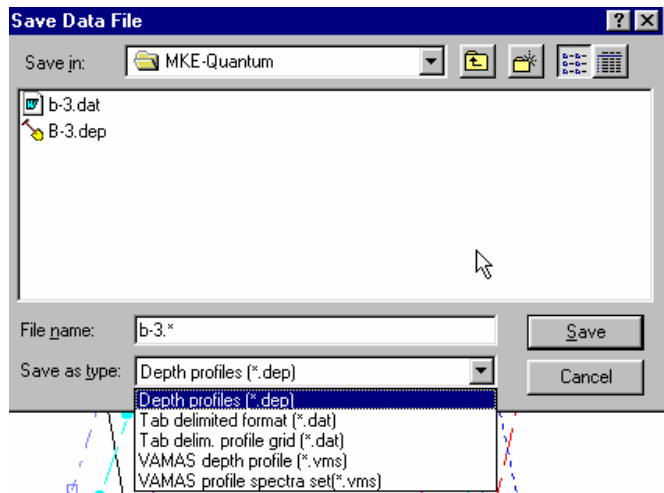 Save Data File
Save in: MKE-Quantum
b-3.dat
B-3.dep
File name: b-3.*
Save
Save as type: Depth profiles (*.dep)
Cancel
Depth profiles (*.dep)
Tab delimited format (*.dat)
Tab delim. profile grid (*.dat)
VAMAS depth profile (*.vms)
VAMAS profile spectra set(*.vms)